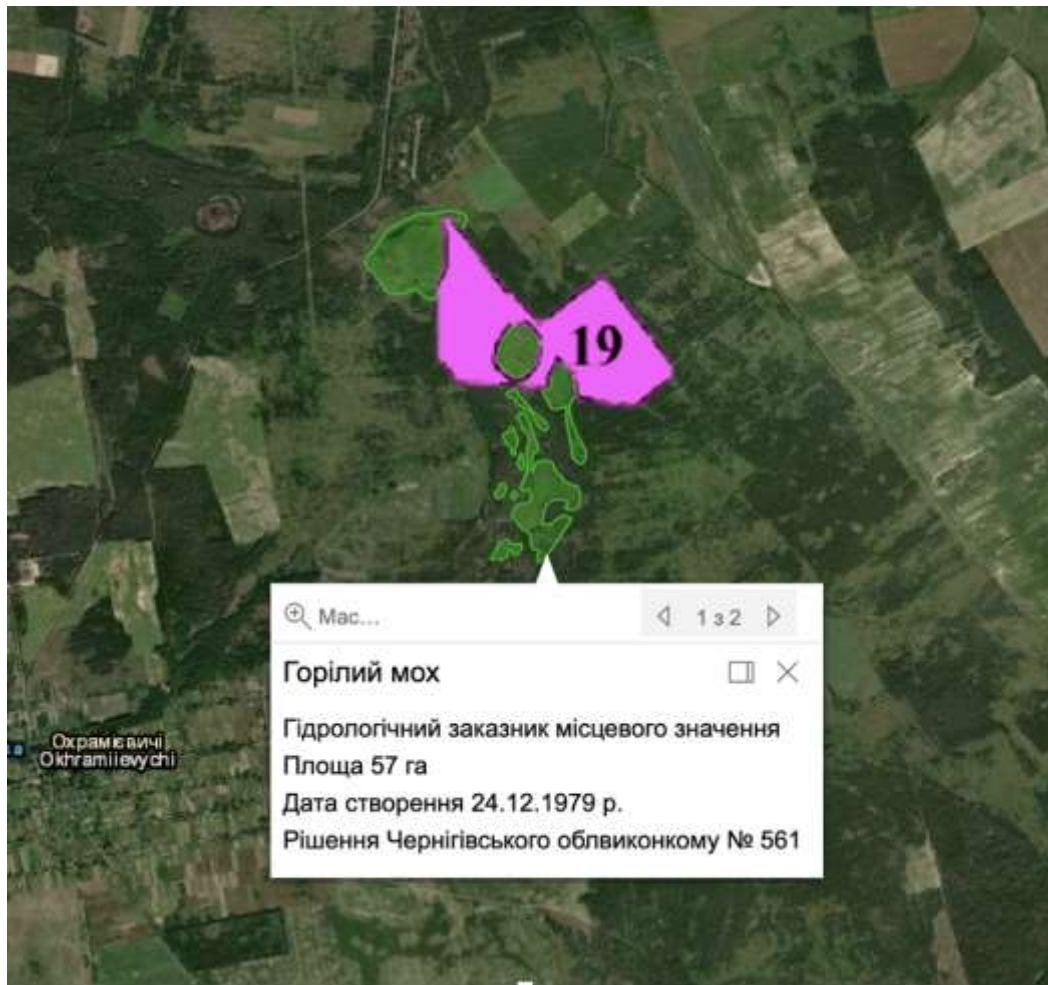 19
Мас...
1 з 2
Горілий мох
Гідрологічний заказник місцевого значення
Площа 57 га
Дата створення 24.12.1979 р.
Рішення Чернігівського облвиконкому № 561
Охрамієвичі
Okhramiievychi